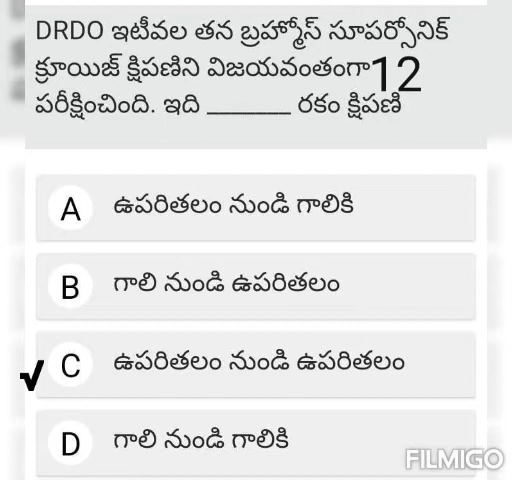 DRDO ఇటీవల తన బ్రహ్మోస్ సూపర్సోనిక్
క్రూయిజ్ క్షిపణిని విజయవంతంగా 12
పరీక్షించింది. ఇది ________ రకం క్షిపణి
A ఉపరితలం నుండి గాలికి
B గాలి నుండి ఉపరితలం
√ C ఉపరితలం నుండి ఉపరితలం
D గాలి నుండి గాలికి
FILMIGO